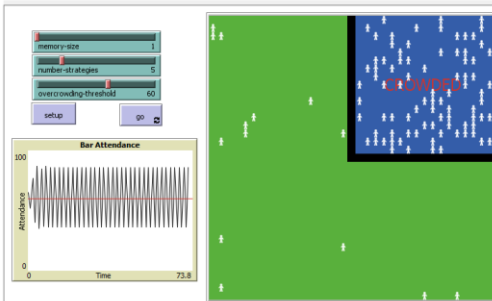 memory-size 1
number-strategies 5
overcrowding-threshold 60
setup
go
Bar Attendance
100
Attendance
0
0 Time 73.8
CROWDED